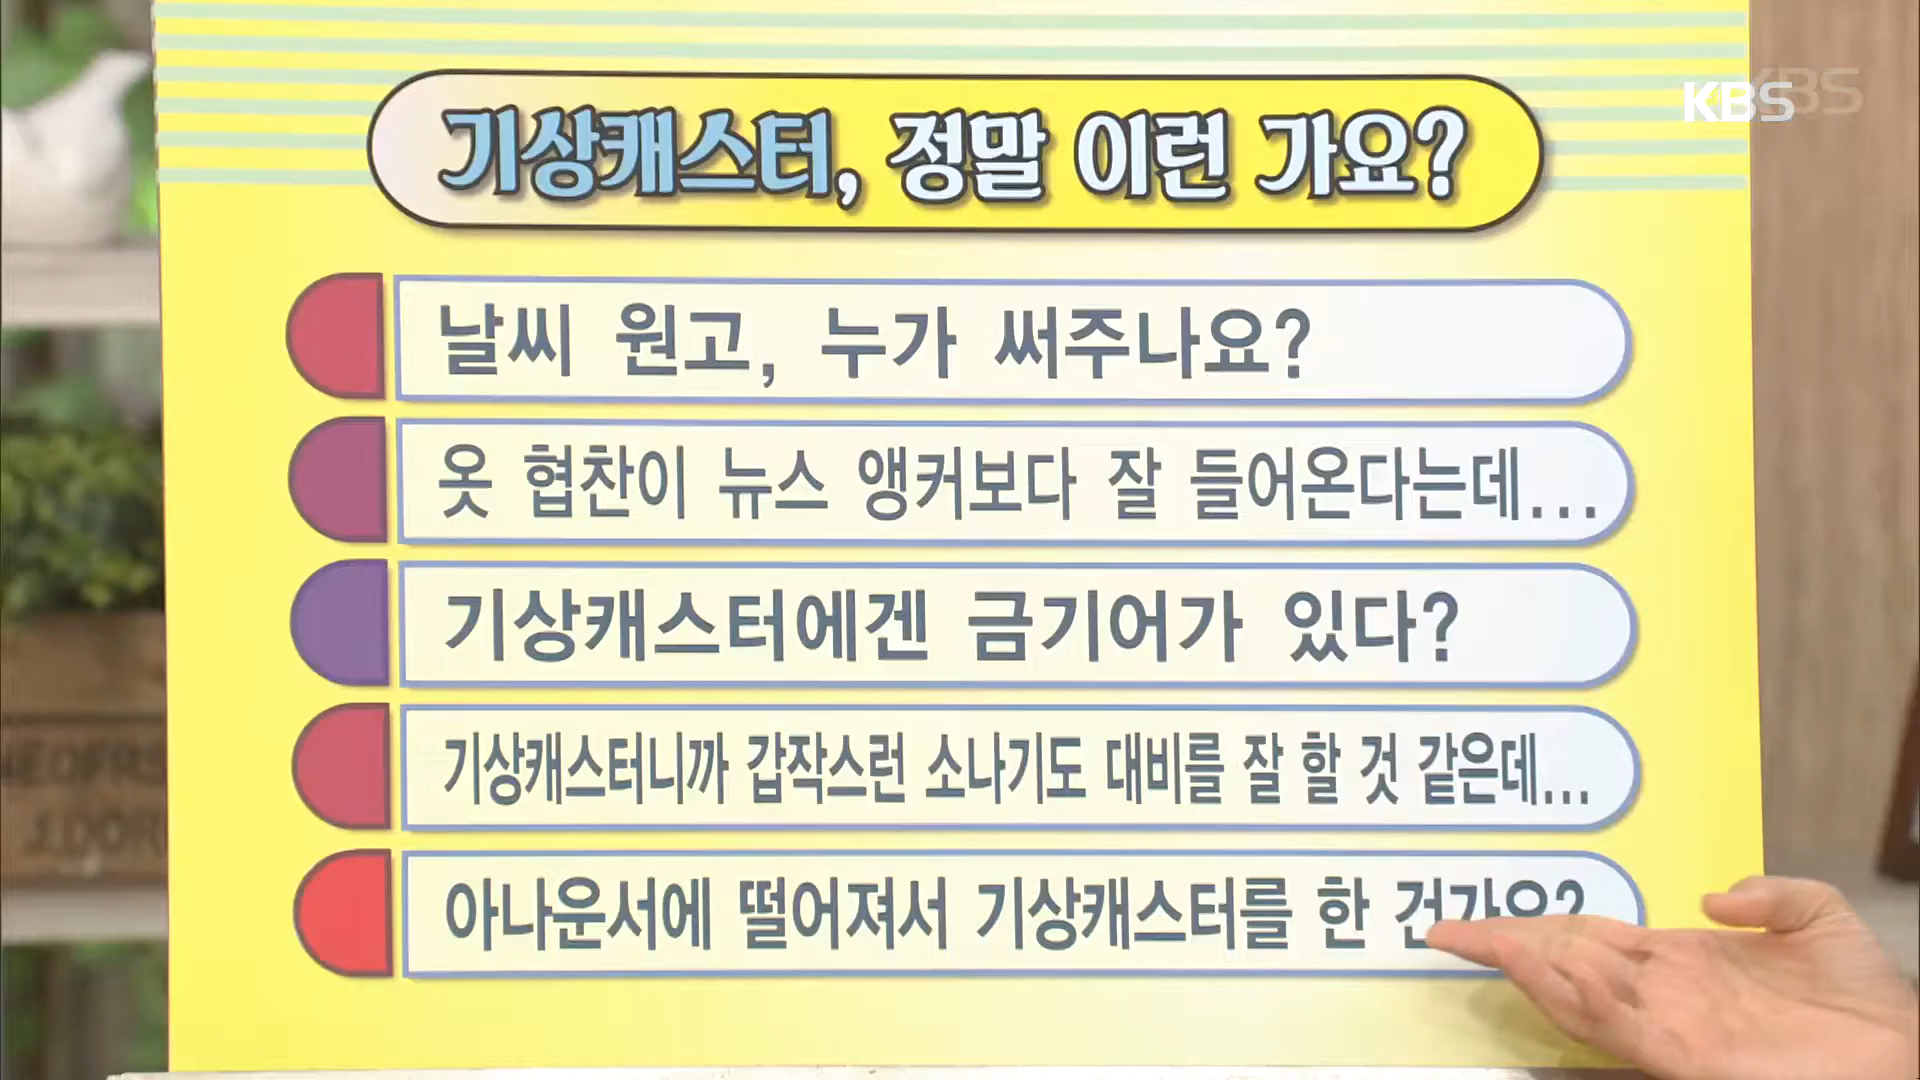 KBS
KBS
기상캐스터, 정말 이런 가요?
날씨 원고, 누가 써주나요?
옷 협찬이 뉴스 앵커보다 잘 들어온다는데...
기상캐스터에겐 금기어가 있다?
기상캐스터니까 갑작스런 소나기도 대비를 잘 할 것 같은데...
아나운서에 떨어져서 기상캐스터를 한 건가요?